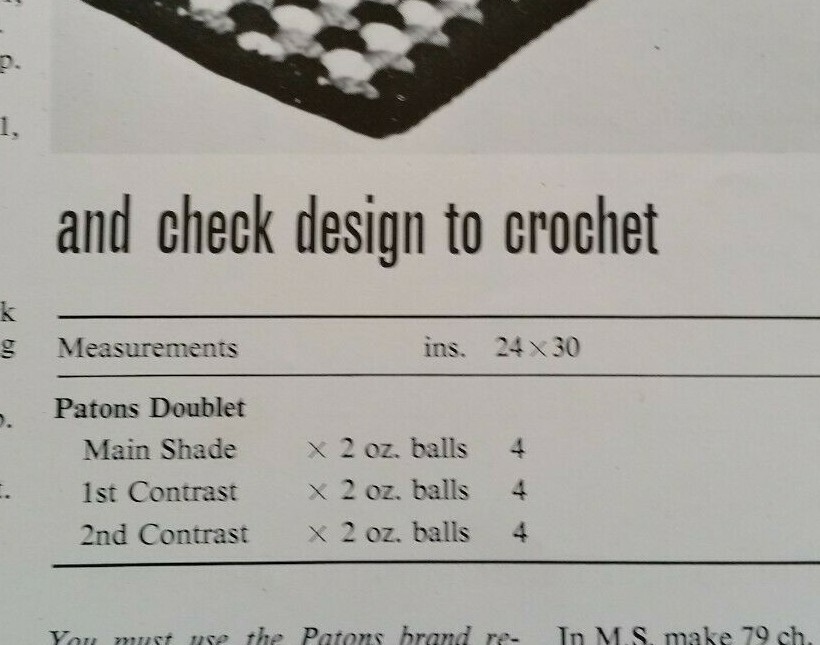 p.
1,
and check design to crochet
k
g
Measurements ins. 24 × 30
Patons Doublet
Main Shade × 2 oz. balls 4
1st Contrast × 2 oz. balls 4
2nd Contrast × 2 oz. balls 4
t.
You must use the Patons brand re-
In M.S. make 79 ch.